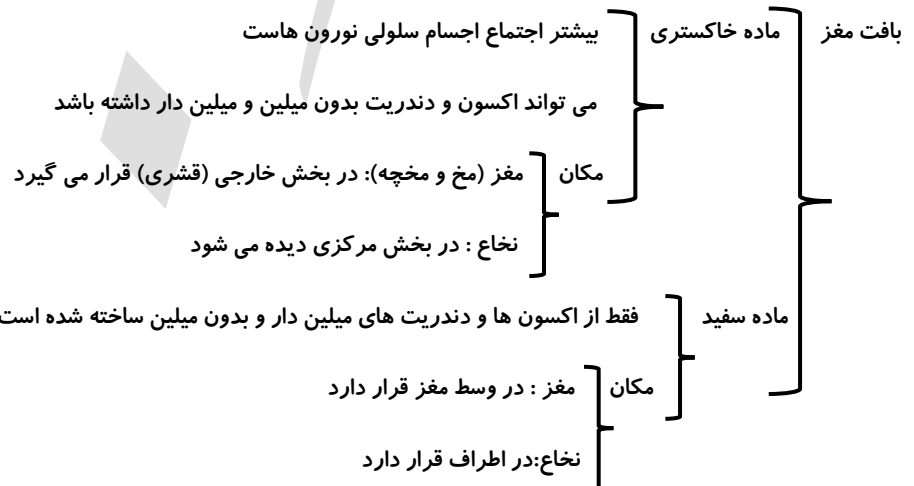 بافت مغز ماده خاکستری بیشتر اجتماع اجسام سلولی نورون هاست
می تواند اکسون و دندریت بدون میلین و میلین دار داشته باشد
مکان مغز (مخ و مخچه): در بخش خارجی (قشری) قرار می گیرد
نخاع : در بخش مرکزی دیده می شود
ماده سفید فقط از اکسون ها و دندریت های میلین دار و بدون میلین ساخته شده است
مکان مغز : در وسط مغز قرار دارد
نخاع:در اطراف قرار دارد